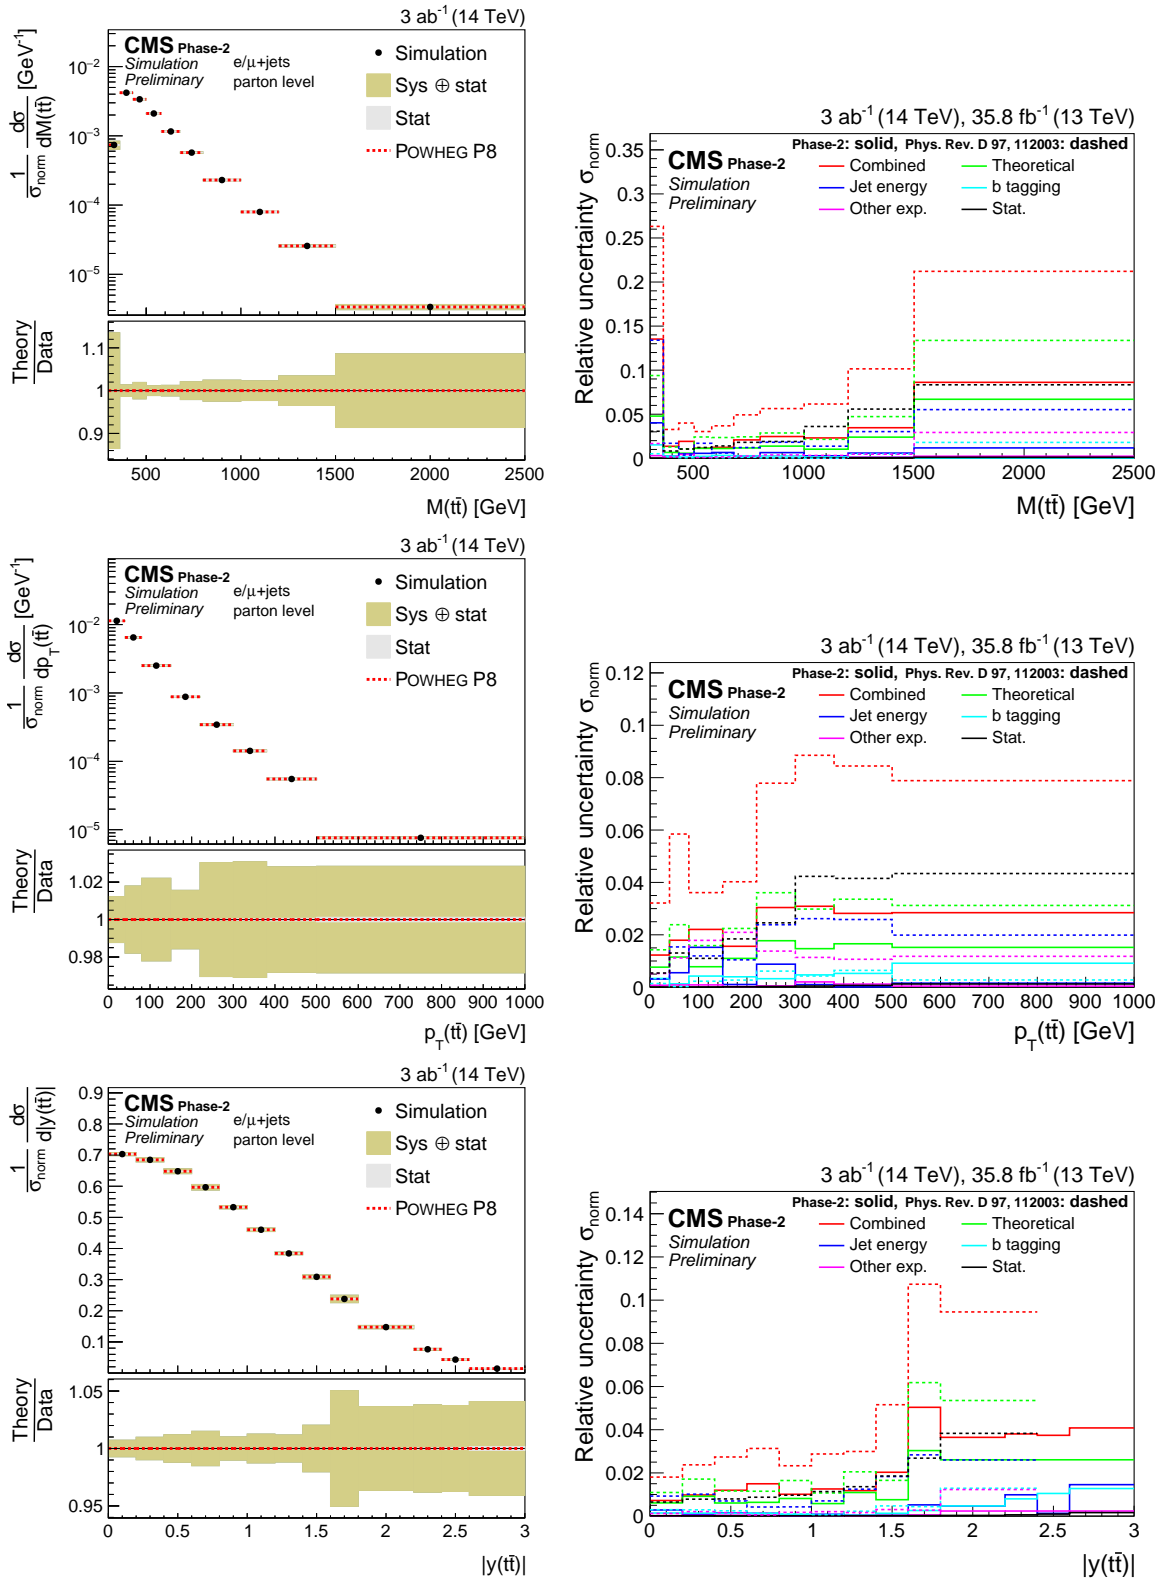 3 ab⁻¹ (14 TeV)
CMS Phase-2
Simulation
Preliminary
e/μ+jets
parton level
Simulation
Sys ⊕ stat
Stat
POWHEG P8
1/σnorm dσ/dM(tt̄) [GeV⁻¹]
10⁻²
10⁻³
10⁻⁴
10⁻⁵
Theory
Data
1.1
1
0.9
500 1000 1500 2000 2500
M(tt̄) [GeV]
3 ab⁻¹ (14 TeV), 35.8 fb⁻¹ (13 TeV)
CMS Phase-2
Simulation
Preliminary
Phase-2: solid, Phys. Rev. D 97, 112003: dashed
Combined Theoretical
Jet energy b tagging
Other exp. Stat.
Relative uncertainty σnorm
0.35
0.3
0.25
0.2
0.15
0.1
0.05
0
500 1000 1500 2000 2500
M(tt̄) [GeV]
3 ab⁻¹ (14 TeV)
CMS Phase-2
Simulation
Preliminary
e/μ+jets
parton level
Simulation
Sys ⊕ stat
Stat
POWHEG P8
1/σnorm dσ/dp_T(tt̄) [GeV⁻¹]
10⁻²
10⁻³
10⁻⁴
10⁻⁵
Theory
Data
1.02
1
0.98
0 100 200 300 400 500 600 700 800 900 1000
p_T(tt̄) [GeV]
3 ab⁻¹ (14 TeV), 35.8 fb⁻¹ (13 TeV)
CMS Phase-2
Simulation
Preliminary
Phase-2: solid, Phys. Rev. D 97, 112003: dashed
Combined Theoretical
Jet energy b tagging
Other exp. Stat.
Relative uncertainty σnorm
0.12
0.1
0.08
0.06
0.04
0.02
0
0 100 200 300 400 500 600 700 800 900 1000
p_T(tt̄) [GeV]
3 ab⁻¹ (14 TeV)
CMS Phase-2
Simulation
Preliminary
e/μ+jets
parton level
Simulation
Sys ⊕ stat
Stat
POWHEG P8
1/σnorm dσ/d|y(tt̄)|
0.9
0.8
0.7
0.6
0.5
0.4
0.3
0.2
0.1
Theory
Data
1.05
1
0.95
0 0.5 1 1.5 2 2.5 3
|y(tt̄)|
3 ab⁻¹ (14 TeV), 35.8 fb⁻¹ (13 TeV)
CMS Phase-2
Simulation
Preliminary
Phase-2: solid, Phys. Rev. D 97, 112003: dashed
Combined Theoretical
Jet energy b tagging
Other exp. Stat.
Relative uncertainty σnorm
0.14
0.12
0.1
0.08
0.06
0.04
0.02
0
0 0.5 1 1.5 2 2.5 3
|y(tt̄)|